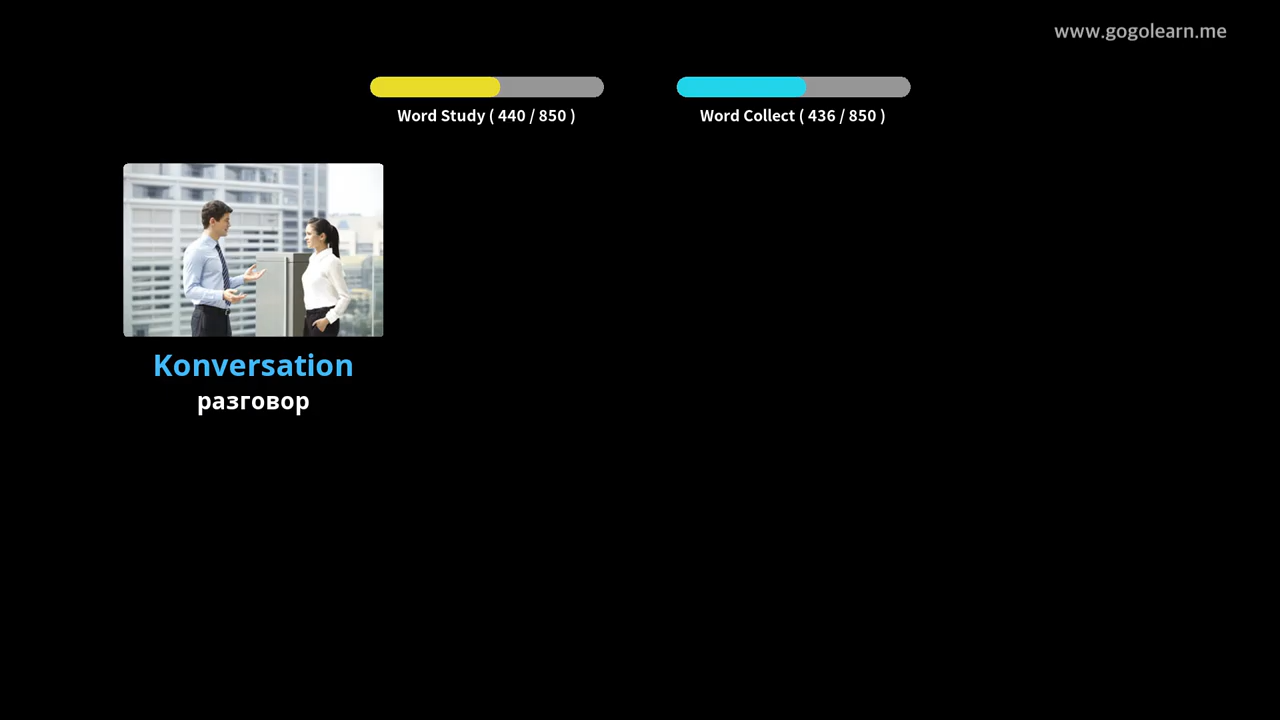 www.gogolearn.me
Word Study ( 440 / 850 )
Word Collect ( 436 / 850 )
Konversation
разговор